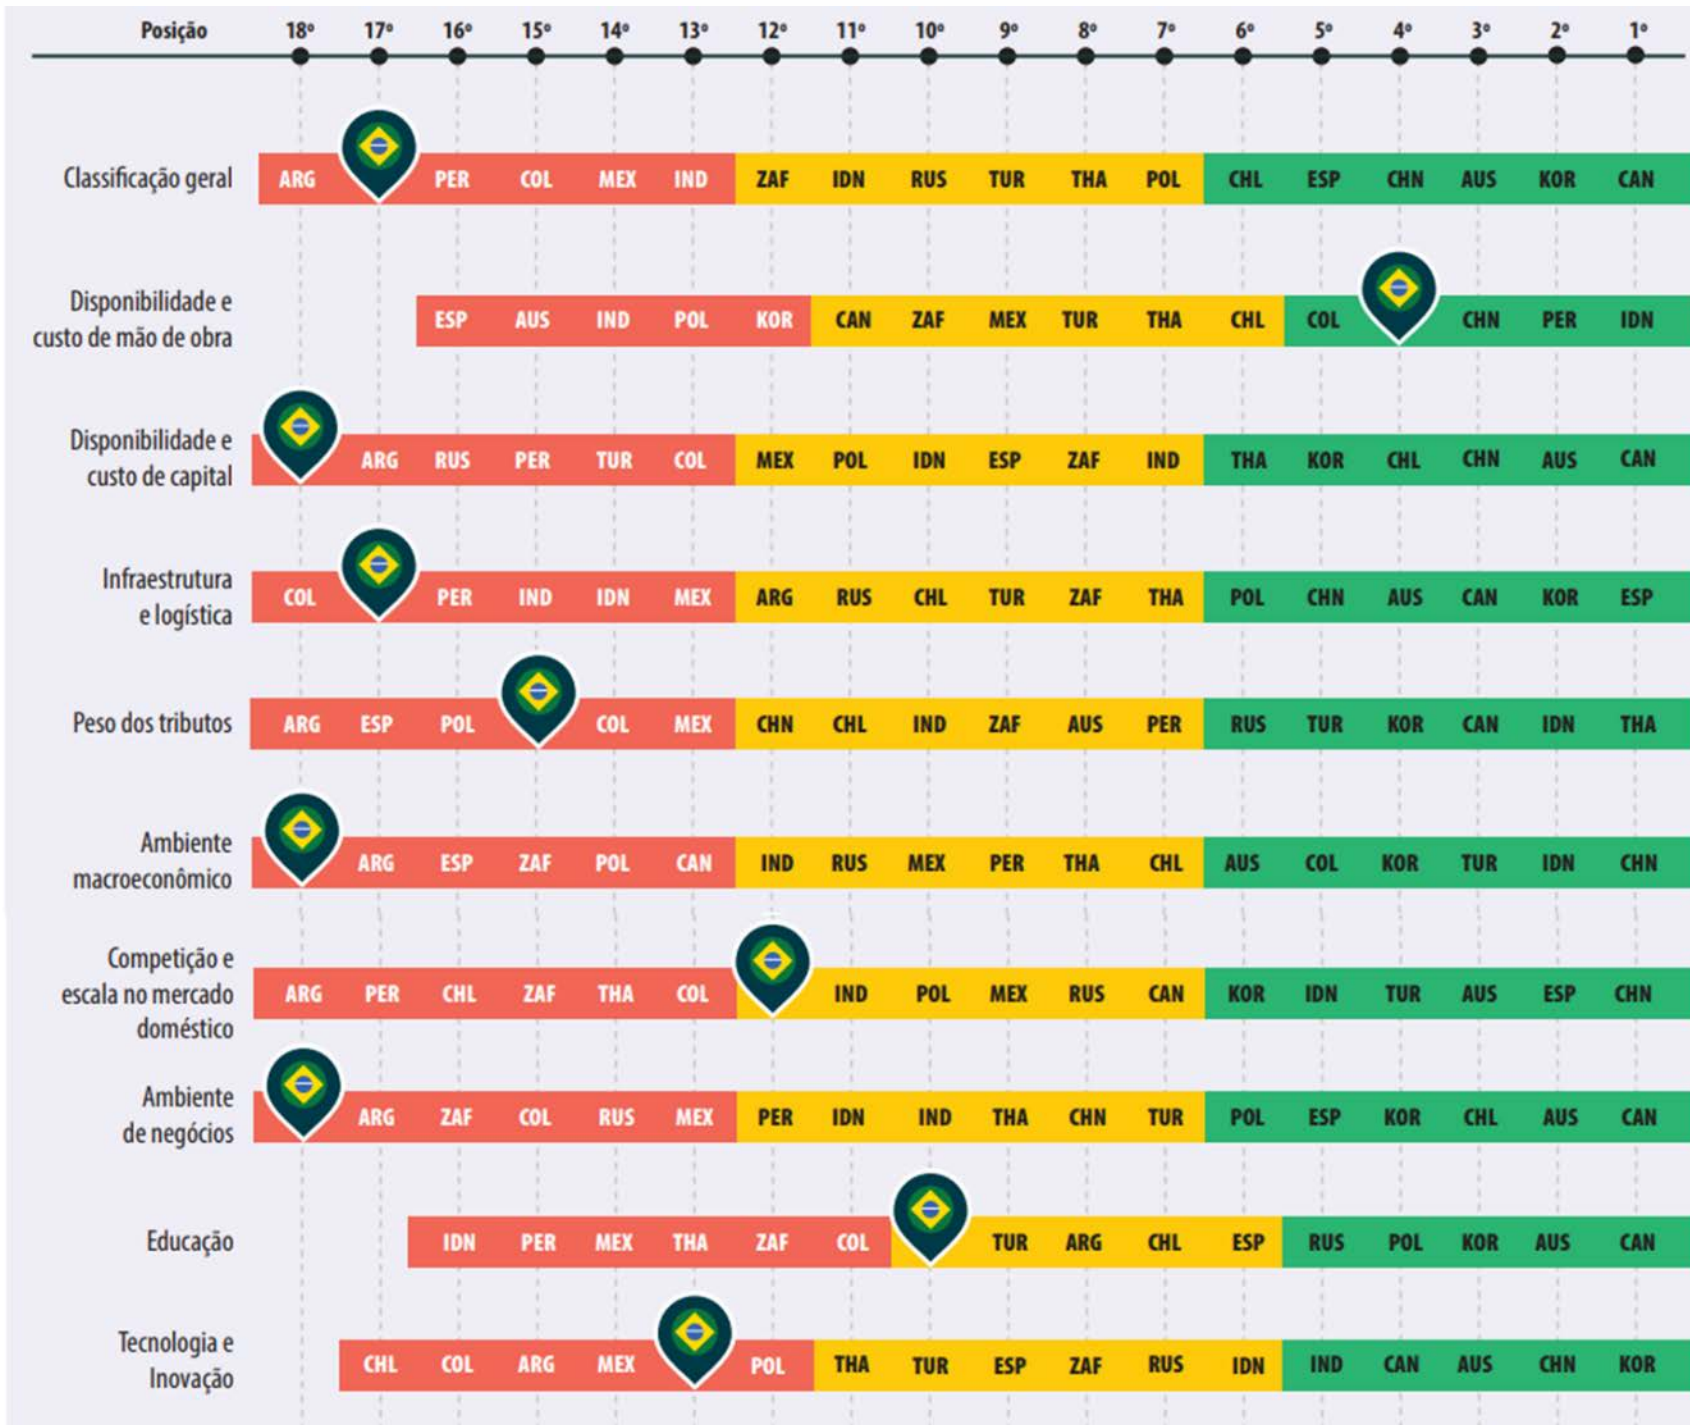 Posição 18º 17º 16º 15º 14º 13º 12º 11º 10º 9º 8º 7º 6º 5º 4º 3º 2º 1º
Classificação geral ARG PER COL MEX IND ZAF IDN RUS TUR THA POL CHL ESP CHN AUS KOR CAN
Disponibilidade e
custo de mão de obra ESP AUS IND POL KOR CAN ZAF MEX TUR THA CHL COL CHN PER IDN
Disponibilidade e
custo de capital ARG RUS PER TUR COL MEX POL IDN ESP ZAF IND THA KOR CHL CHN AUS CAN
Infraestrutura
e logística COL PER IND IDN MEX ARG RUS CHL TUR ZAF THA POL CHN AUS CAN KOR ESP
Peso dos tributos ARG ESP POL COL MEX CHN CHL IND ZAF AUS PER RUS TUR KOR CAN IDN THA
Ambiente
macroeconômico ARG ESP ZAF POL CAN IND RUS MEX PER THA CHL AUS COL KOR TUR IDN CHN
Competição e
escala no mercado ARG PER CHL ZAF THA COL IND POL MEX RUS CAN KOR IDN TUR AUS ESP CHN
doméstico
Ambiente
de negócios ARG ZAF COL RUS MEX PER IDN IND THA CHN TUR POL ESP KOR CHL AUS CAN
Educação IDN PER MEX THA ZAF COL TUR ARG CHL ESP RUS POL KOR AUS CAN
Tecnologia e
Inovação CHL COL ARG MEX POL THA TUR ESP ZAF RUS IDN IND CAN AUS CHN KOR